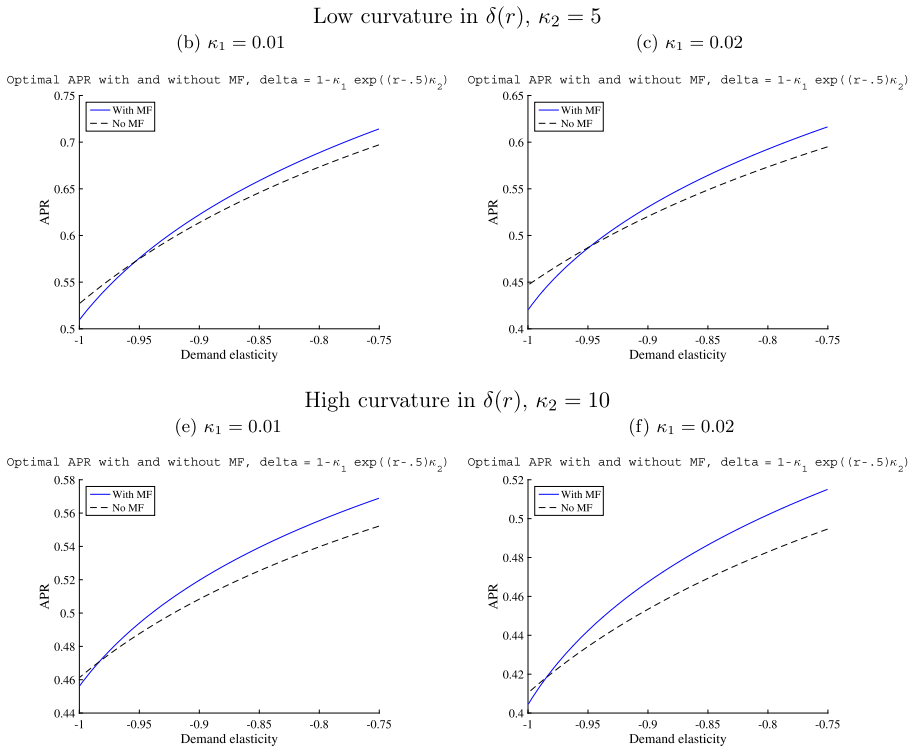 Low curvature in δ(r), κ₂ = 5
(b) κ₁ = 0.01
Optimal APR with and without MF, delta = 1-κ₁ exp((r-.5)κ₂)
0.75
0.7
0.65
0.6
0.55
0.5
APR
With MF
No MF
-1 -0.95 -0.9 -0.85 -0.8 -0.75
Demand elasticity
(c) κ₁ = 0.02
Optimal APR with and without MF, delta = 1-κ₁ exp((r-.5)κ₂)
0.65
0.6
0.55
0.5
0.45
0.4
APR
With MF
No MF
-1 -0.95 -0.9 -0.85 -0.8 -0.75
Demand elasticity
High curvature in δ(r), κ₂ = 10
(e) κ₁ = 0.01
Optimal APR with and without MF, delta = 1-κ₁ exp((r-.5)κ₂)
0.58
0.56
0.54
0.52
0.5
0.48
0.46
0.44
APR
With MF
No MF
-1 -0.95 -0.9 -0.85 -0.8 -0.75
Demand elasticity
(f) κ₁ = 0.02
Optimal APR with and without MF, delta = 1-κ₁ exp((r-.5)κ₂)
0.52
0.5
0.48
0.46
0.44
0.42
0.4
APR
With MF
No MF
-1 -0.95 -0.9 -0.85 -0.8 -0.75
Demand elasticity